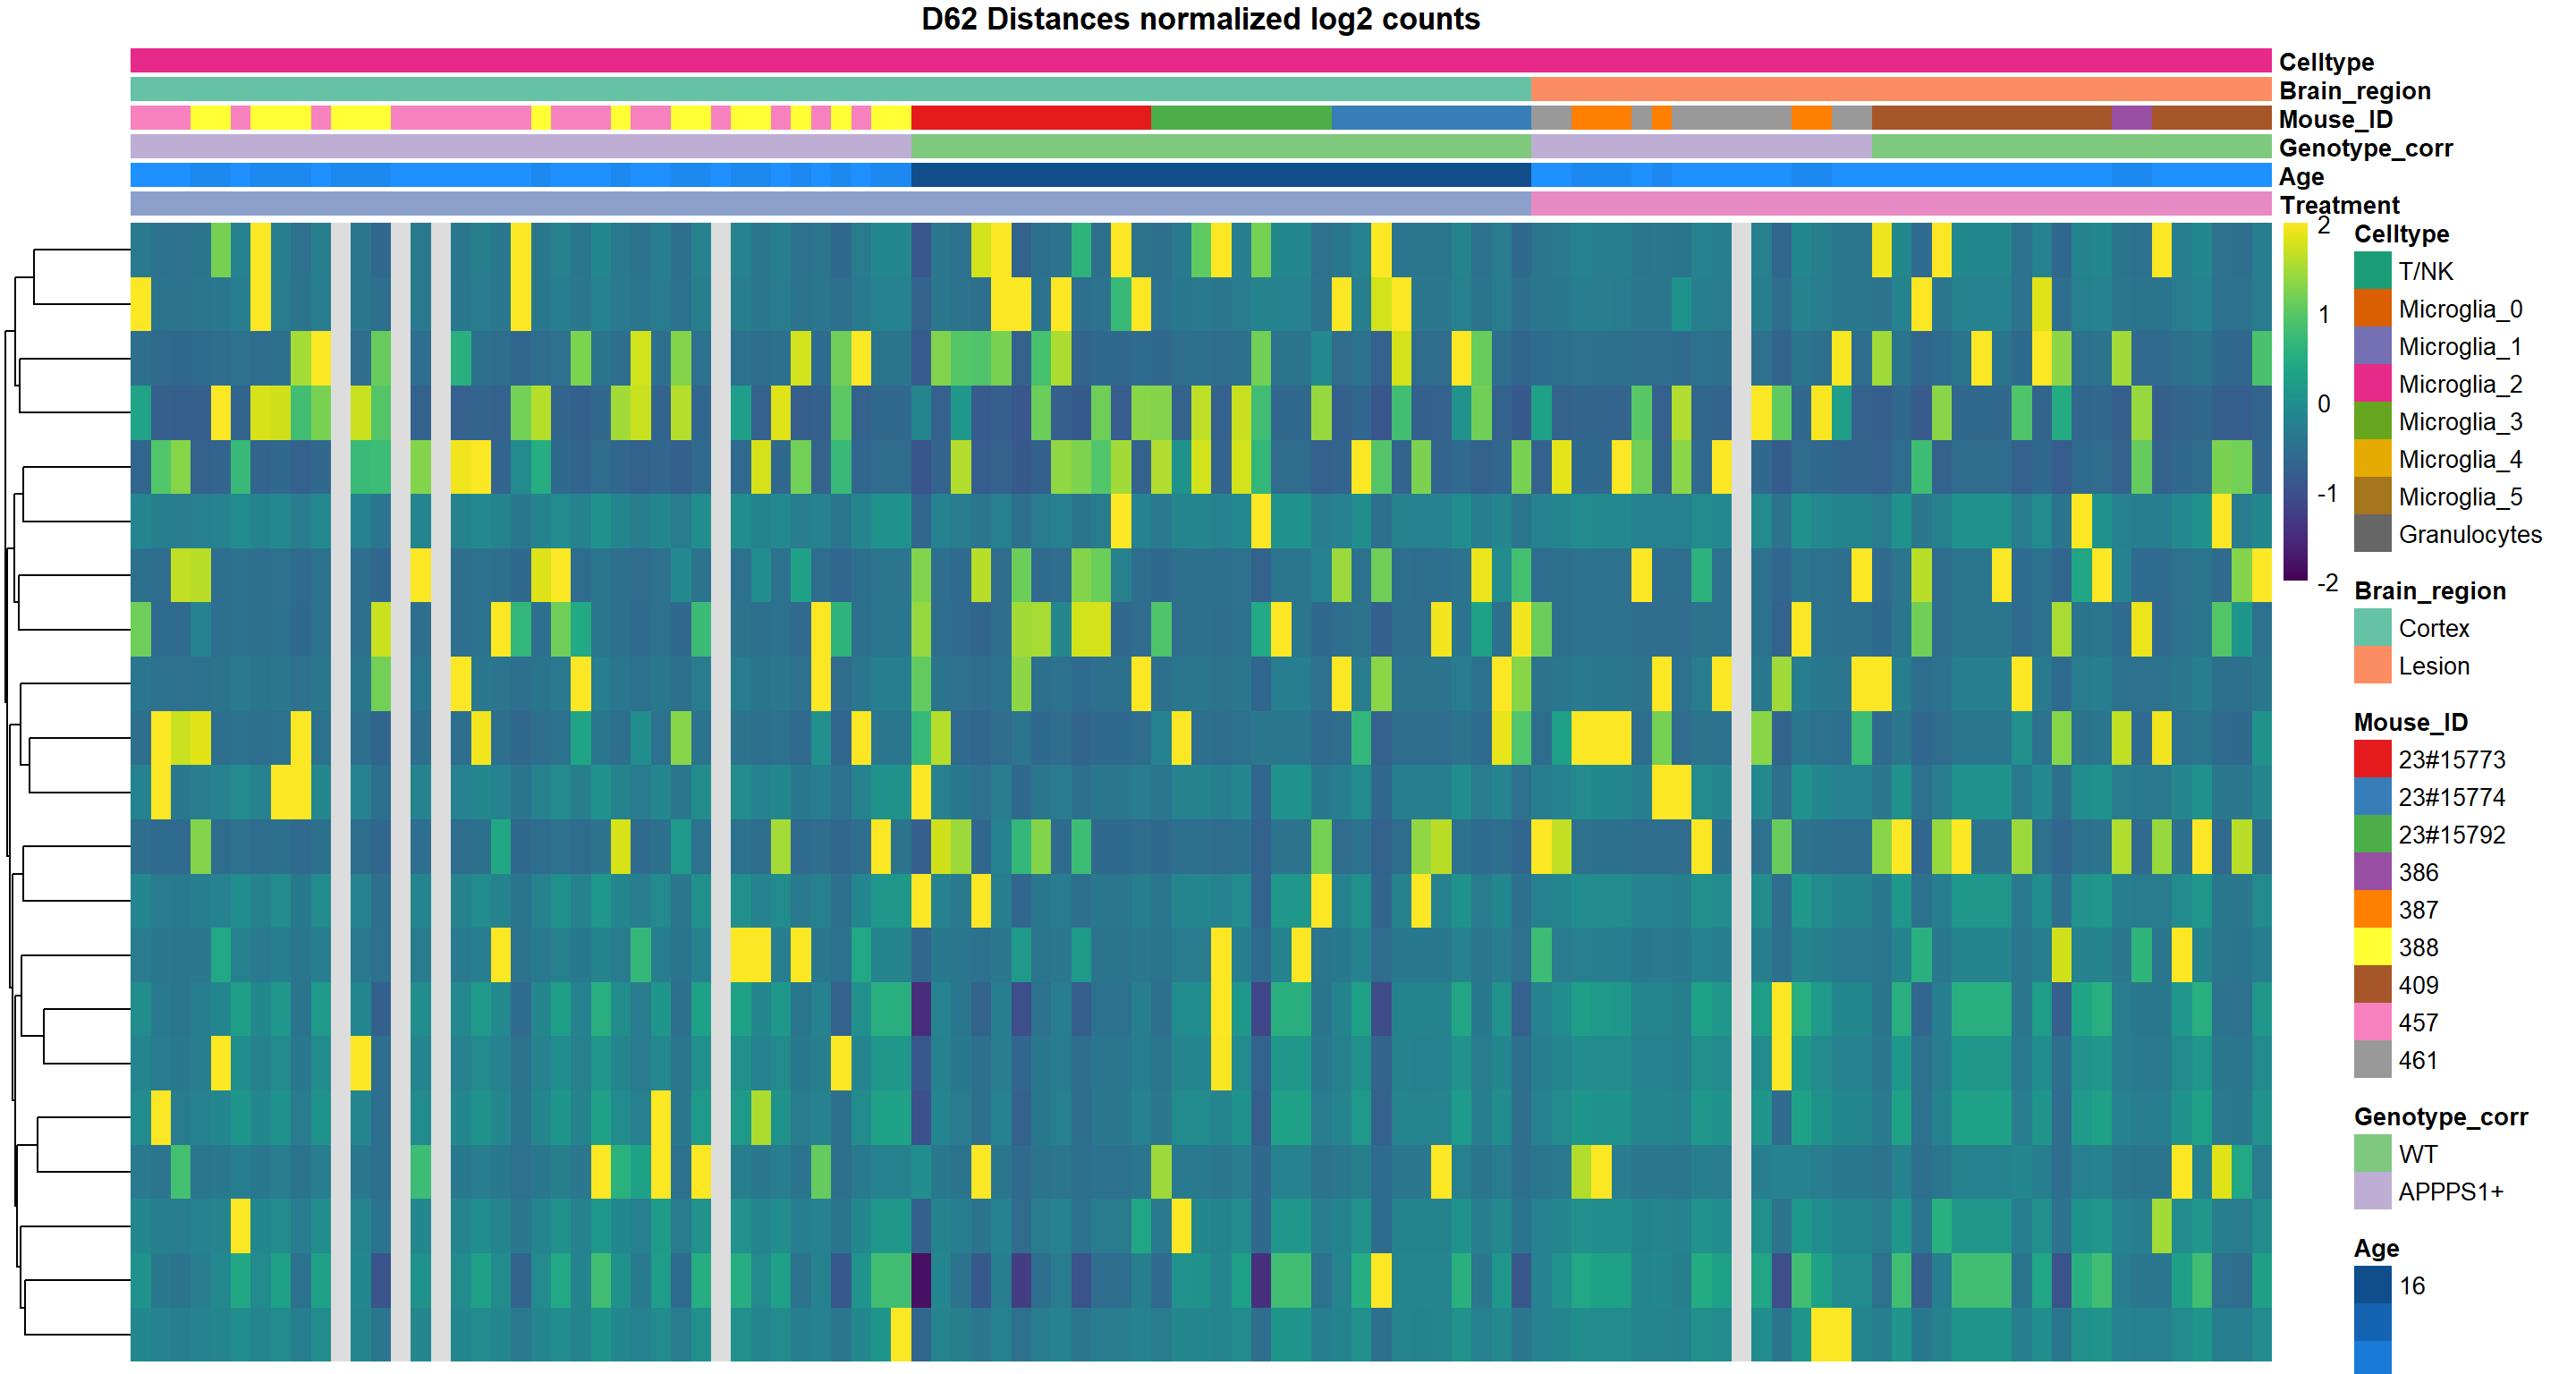 D62 Distances normalized log2 counts
Celltype
Brain_region
Mouse_ID
Genotype_corr
Age
Treatment
2
1
0
-1
-2
Celltype
T/NK
Microglia_0
Microglia_1
Microglia_2
Microglia_3
Microglia_4
Microglia_5
Granulocytes
Brain_region
Cortex
Lesion
Mouse_ID
23#15773
23#15774
23#15792
386
387
388
409
457
461
Genotype_corr
WT
APPPS1+
Age
16